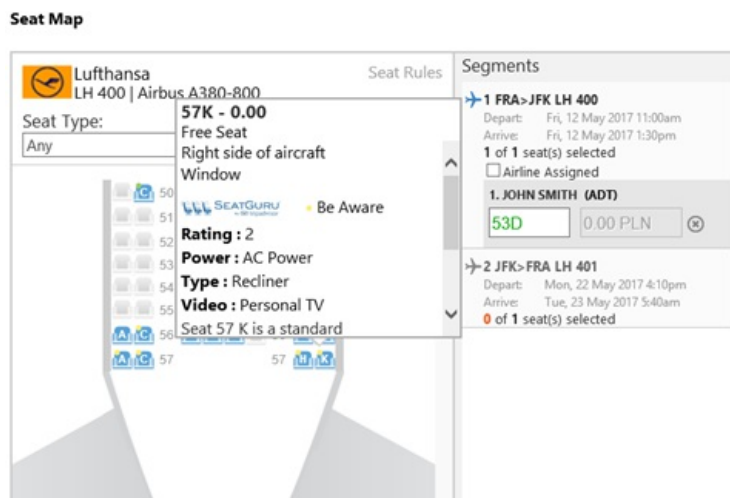 Seat Map
Lufthansa
LH 400 | Airbus A380-800
Seat Rules
Seat Type:
Any
57K - 0.00
Free Seat
Right side of aircraft
Window
SEATGURU
Be Aware
Rating : 2
Power : AC Power
Type : Recliner
Video : Personal TV
Seat 57 K is a standard
C 50
51
52
53
54
55
A C 56
A C 57
57 H K
Segments
1 FRA>JFK LH 400
Depart: Fri, 12 May 2017 11:00am
Arrive: Fri, 12 May 2017 1:30pm
1 of 1 seat(s) selected
Airline Assigned
1. JOHN SMITH (ADT)
53D 0.00 PLN
2 JFK>FRA LH 401
Depart: Mon, 22 May 2017 4:10pm
Arrive: Tue, 23 May 2017 5:40am
0 of 1 seat(s) selected